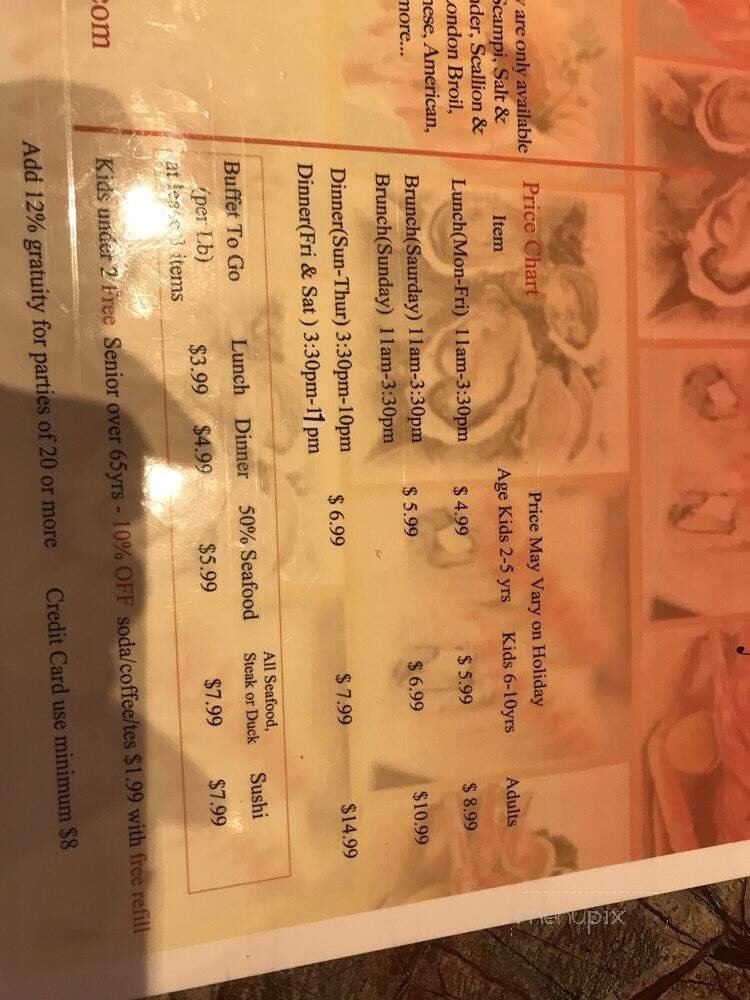 y are only available
Scampi, Salt &
nder, Scallion &
ondon Broil,
nese, American,
more...
com
Price Chart Price May Vary on Holiday
Item Age Kids 2-5 yrs Kids 6-10yrs Adults
Lunch(Mon-Fri) 11am-3:30pm $ 4.99 $ 5.99 $ 8.99
Brunch(Saurday) 11am-3:30pm $ 5.99 $ 6.99 $10.99
Brunch(Sunday) 11am-3:30pm
Dinner(Sun-Thur) 3:30pm-10pm $ 6.99 $ 7.99 $14.99
Dinner(Fri & Sat ) 3:30pm-11pm
Buffet To Go Lunch Dinner 50% Seafood All Seafood, Steak or Duck Sushi
(per Lb) $3.99 $4.99 $5.99 $7.99 $7.99
at least 3 items
Kids under 2 Free Senior over 65yrs - 10% OFF soda/coffee/tes $1.99 with free refill
Add 12% gratuity for parties of 20 or more Credit Card use minimum $8
menupix